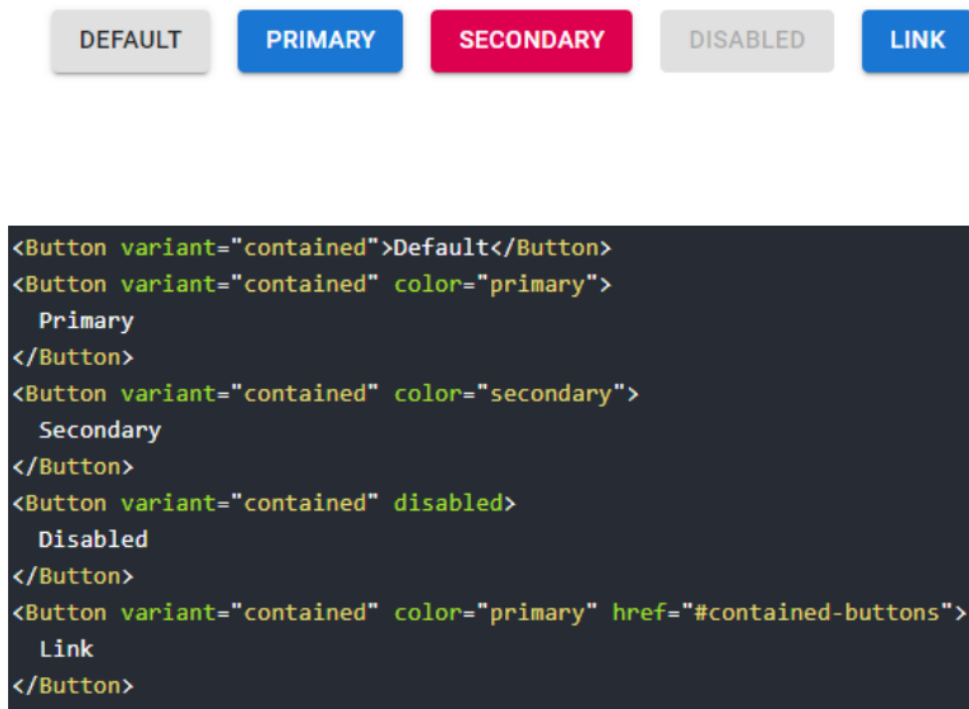 DEFAULT PRIMARY SECONDARY DISABLED LINK
<Button variant="contained">Default</Button>
<Button variant="contained" color="primary">
  Primary
</Button>
<Button variant="contained" color="secondary">
  Secondary
</Button>
<Button variant="contained" disabled>
  Disabled
</Button>
<Button variant="contained" color="primary" href="#contained-buttons">
  Link
</Button>